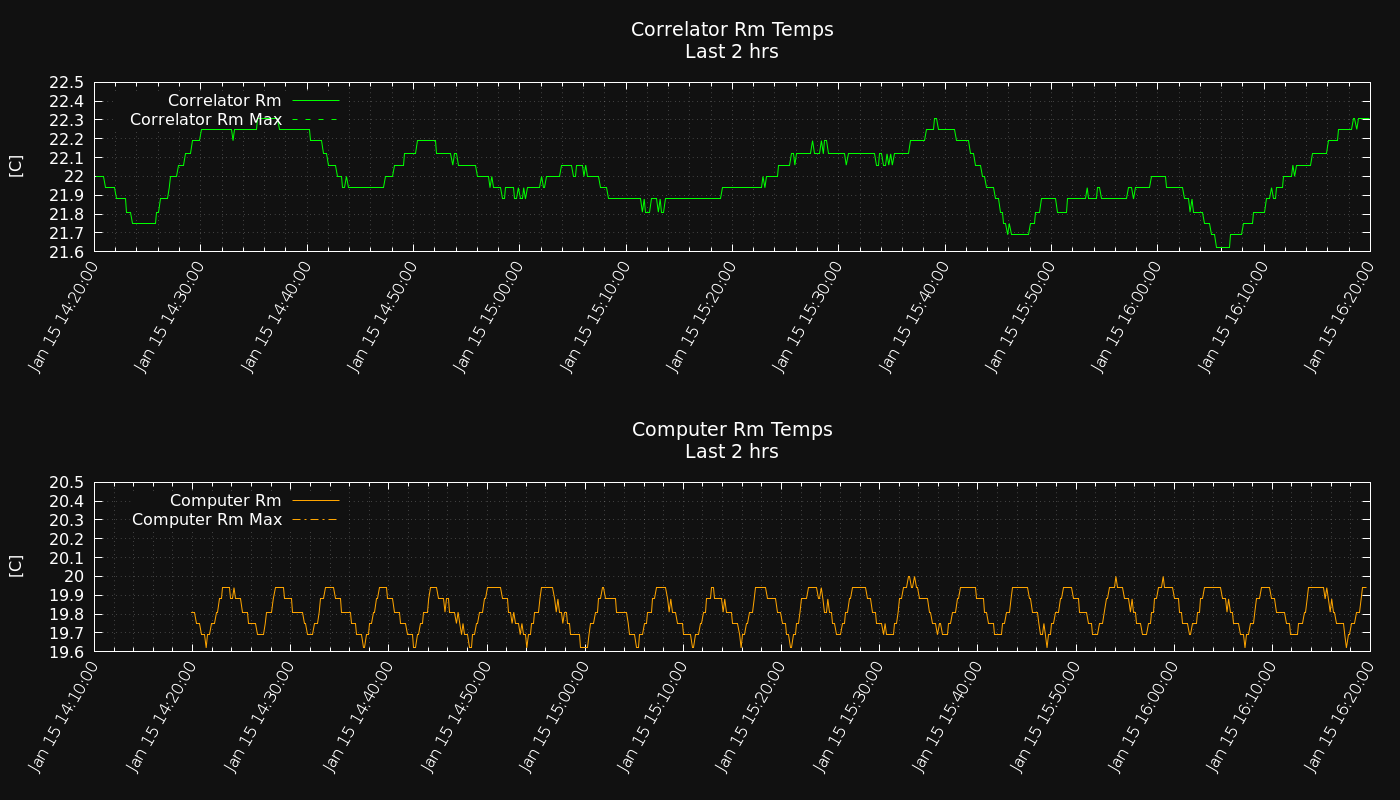 Correlator Rm Temps
Last 2 hrs
22.5
22.4
22.3
22.2
22.1
22
21.9
21.8
21.7
21.6
[C]
Correlator Rm
Correlator Rm Max
Jan 15 14:20:00
Jan 15 14:30:00
Jan 15 14:40:00
Jan 15 14:50:00
Jan 15 15:00:00
Jan 15 15:10:00
Jan 15 15:20:00
Jan 15 15:30:00
Jan 15 15:40:00
Jan 15 15:50:00
Jan 15 16:00:00
Jan 15 16:10:00
Jan 15 16:20:00
Computer Rm Temps
Last 2 hrs
20.5
20.4
20.3
20.2
20.1
20
19.9
19.8
19.7
19.6
[C]
Computer Rm
Computer Rm Max
Jan 15 14:10:00
Jan 15 14:20:00
Jan 15 14:30:00
Jan 15 14:40:00
Jan 15 14:50:00
Jan 15 15:00:00
Jan 15 15:10:00
Jan 15 15:20:00
Jan 15 15:30:00
Jan 15 15:40:00
Jan 15 15:50:00
Jan 15 16:00:00
Jan 15 16:10:00
Jan 15 16:20:00